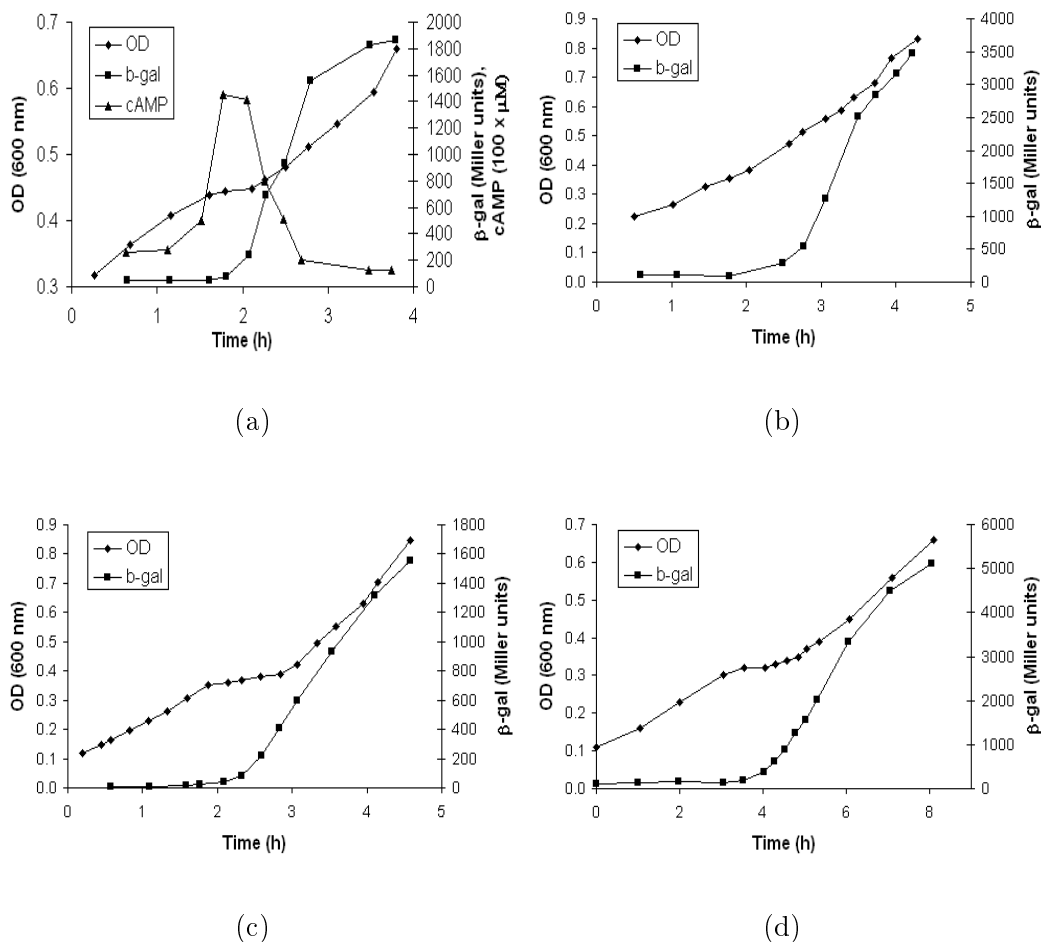 OD
b-gal
cAMP
OD (600 nm)
0.7
0.6
0.5
0.4
0.3
2000
1800
1600
1400
1200
1000
800
600
400
200
0
β-gal (Miller units),
cAMP (100 x μM)
0 1 2 3 4
Time (h)
(a)
OD
b-gal
OD (600 nm)
0.9
0.8
0.7
0.6
0.5
0.4
0.3
0.2
0.1
0.0
4000
3500
3000
2500
2000
1500
1000
500
0
β-gal (Miller units)
0 1 2 3 4 5
Time (h)
(b)
OD
b-gal
OD (600 nm)
0.9
0.8
0.7
0.6
0.5
0.4
0.3
0.2
0.1
0.0
1800
1600
1400
1200
1000
800
600
400
200
0
β-gal (Miller units)
0 1 2 3 4 5
Time (h)
(c)
OD
b-gal
OD (600 nm)
0.7
0.6
0.5
0.4
0.3
0.2
0.1
0.0
6000
5000
4000
3000
2000
1000
0
β-gal (Miller units)
0 2 4 6 8
Time (h)
(d)